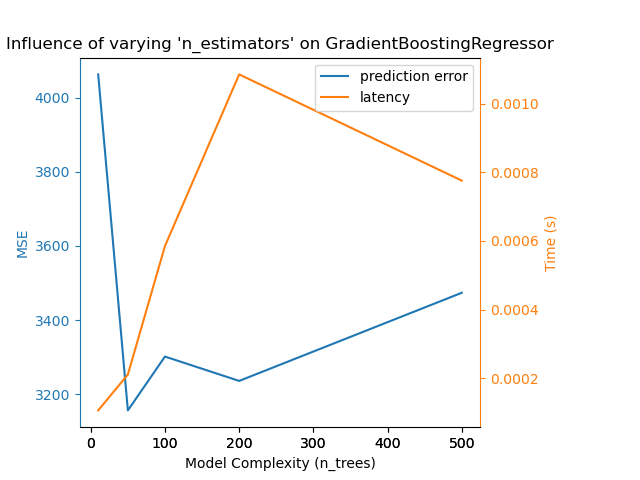 Influence of varying 'n_estimators' on GradientBoostingRegressor
prediction error
latency
4000
3800
3600
3400
3200
MSE
0.0010
0.0008
0.0006
0.0004
0.0002
Time (s)
0 100 200 300 400 500
Model Complexity (n_trees)